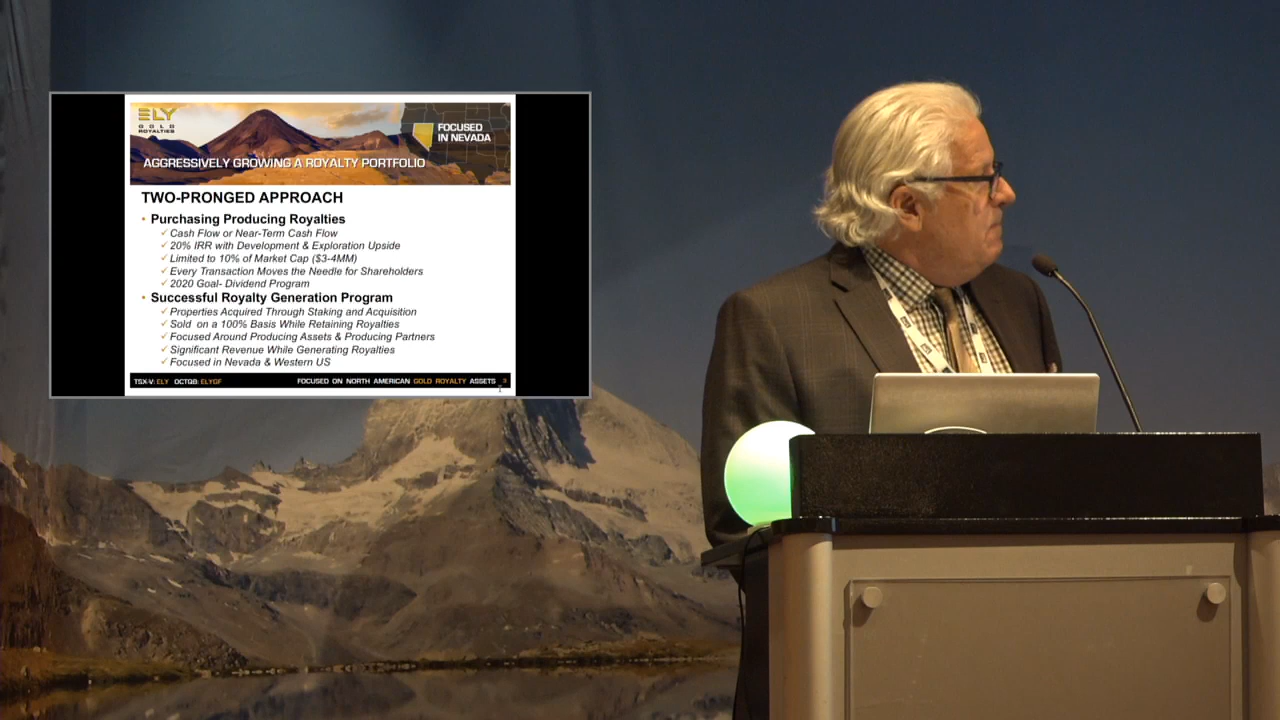 ELY
GOLD
ROYALTIES
FOCUSED
IN NEVADA
AGGRESSIVELY GROWING A ROYALTY PORTFOLIO
TWO-PRONGED APPROACH
• Purchasing Producing Royalties
✓ Cash Flow or Near-Term Cash Flow
✓ 20% IRR with Development & Exploration Upside
✓ Limited to 10% of Market Cap ($3-4MM)
✓ Every Transaction Moves the Needle for Shareholders
✓ 2020 Goal- Dividend Program
• Successful Royalty Generation Program
✓ Properties Acquired Through Staking and Acquisition
✓ Sold on a 100% Basis While Retaining Royalties
✓ Focused Around Producing Assets & Producing Partners
✓ Significant Revenue While Generating Royalties
✓ Focused in Nevada & Western US
TSX-V: ELY OCTQB: ELYGF FOCUSED ON NORTH AMERICAN GOLD ROYALTY ASSETS 3